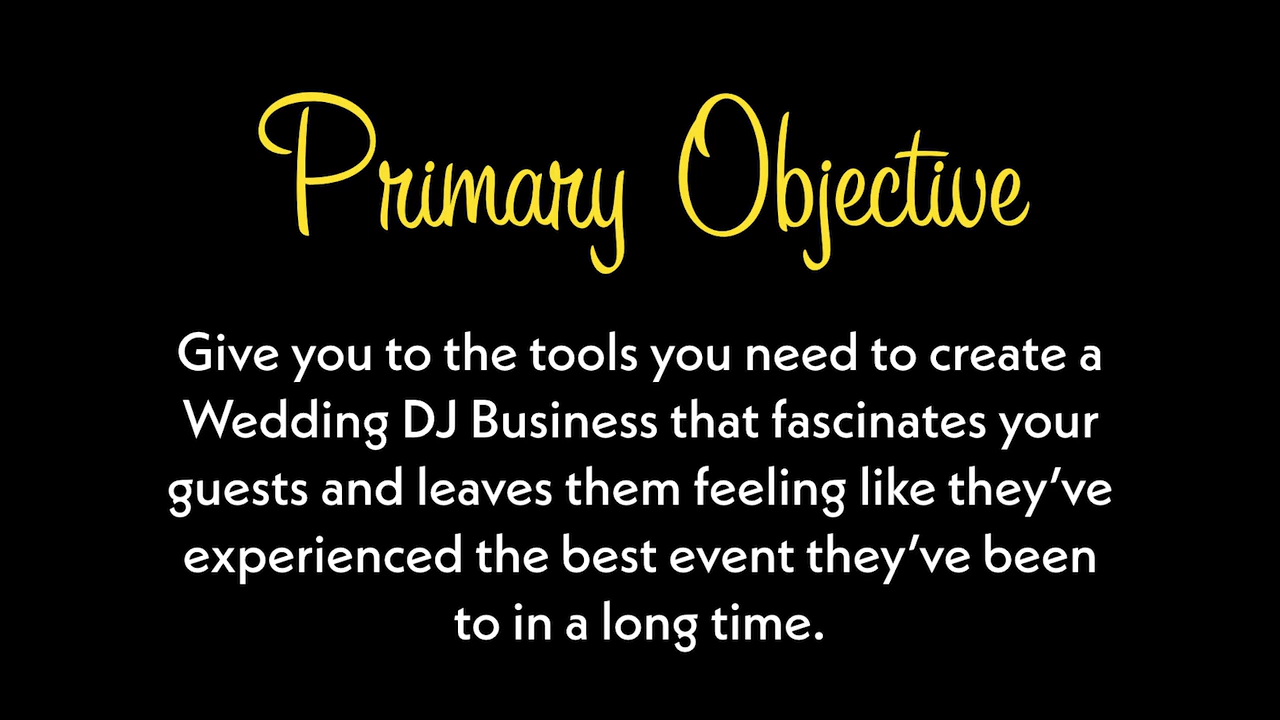 Primary Objective
Give you to the tools you need to create a
Wedding DJ Business that fascinates your
guests and leaves them feeling like they’ve
experienced the best event they’ve been
to in a long time.